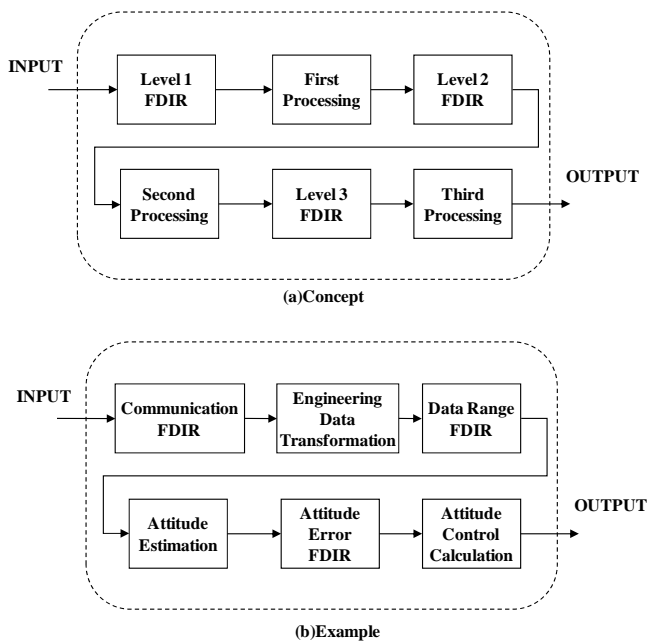 INPUT
Level 1
FDIR
First
Processing
Level 2
FDIR
Second
Processing
Level 3
FDIR
Third
Processing
OUTPUT
(a)Concept
INPUT
Communication
FDIR
Engineering
Data
Transformation
Data Range
FDIR
Attitude
Estimation
Attitude
Error
FDIR
Attitude
Control
Calculation
OUTPUT
(b)Example